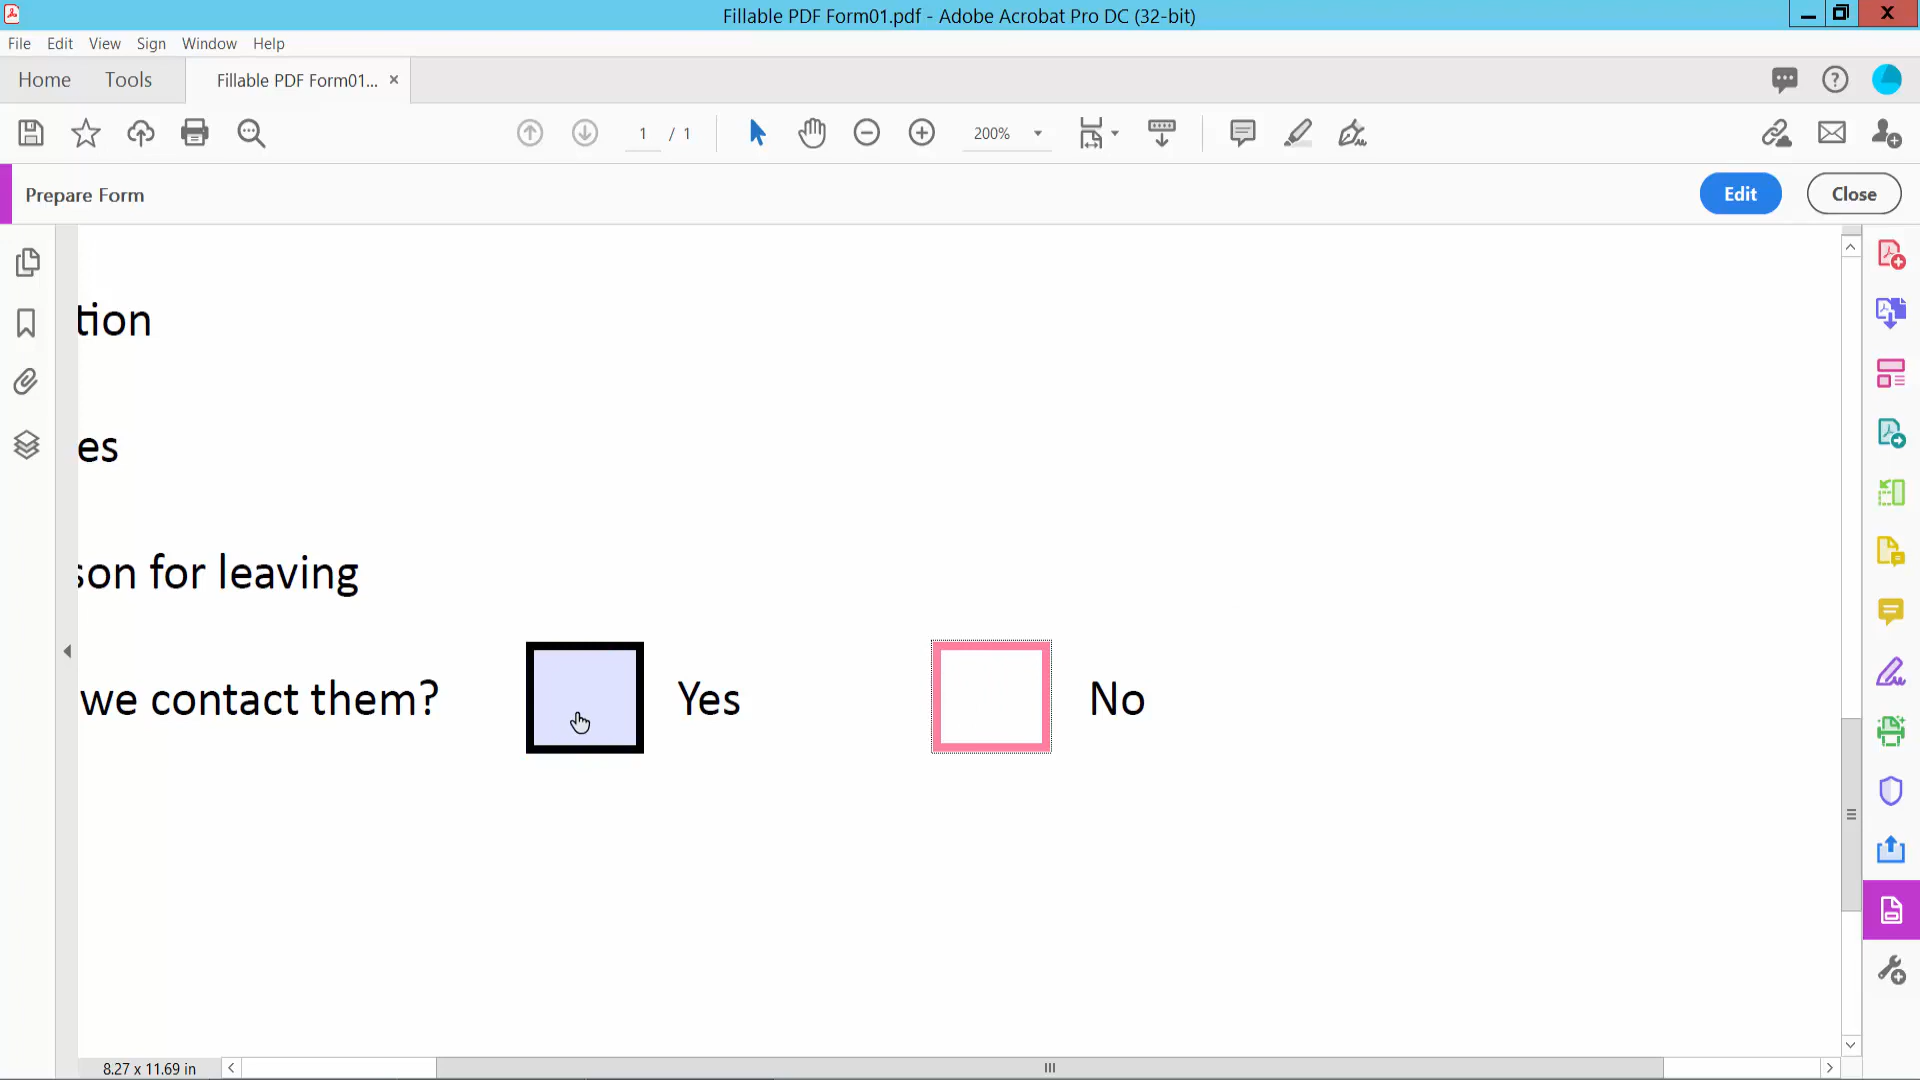 Fillable PDF Form01.pdf - Adobe Acrobat Pro DC (32-bit)
File Edit View Sign Window Help
Home Tools Fillable PDF Form01... ×
1 / 1 200%
Prepare Form Edit Close
tion
es
son for leaving
we contact them? Yes No
8.27 x 11.69 in